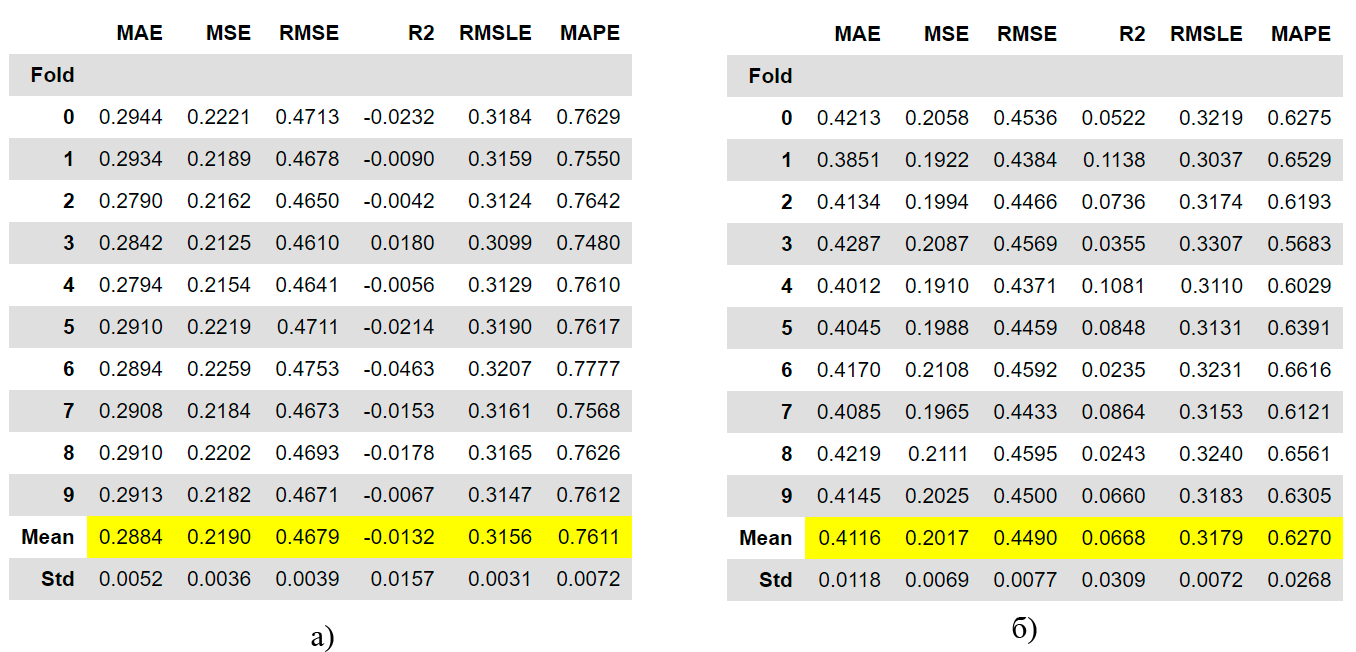 MAE MSE RMSE R2 RMSLE MAPE
Fold
0 0.2944 0.2221 0.4713 -0.0232 0.3184 0.7629
1 0.2934 0.2189 0.4678 -0.0090 0.3159 0.7550
2 0.2790 0.2162 0.4650 -0.0042 0.3124 0.7642
3 0.2842 0.2125 0.4610 0.0180 0.3099 0.7480
4 0.2794 0.2154 0.4641 -0.0056 0.3129 0.7610
5 0.2910 0.2219 0.4711 -0.0214 0.3190 0.7617
6 0.2894 0.2259 0.4753 -0.0463 0.3207 0.7777
7 0.2908 0.2184 0.4673 -0.0153 0.3161 0.7568
8 0.2910 0.2202 0.4693 -0.0178 0.3165 0.7626
9 0.2913 0.2182 0.4671 -0.0067 0.3147 0.7612
Mean 0.2884 0.2190 0.4679 -0.0132 0.3156 0.7611
Std 0.0052 0.0036 0.0039 0.0157 0.0031 0.0072
а)
MAE MSE RMSE R2 RMSLE MAPE
Fold
0 0.4213 0.2058 0.4536 0.0522 0.3219 0.6275
1 0.3851 0.1922 0.4384 0.1138 0.3037 0.6529
2 0.4134 0.1994 0.4466 0.0736 0.3174 0.6193
3 0.4287 0.2087 0.4569 0.0355 0.3307 0.5683
4 0.4012 0.1910 0.4371 0.1081 0.3110 0.6029
5 0.4045 0.1988 0.4459 0.0848 0.3131 0.6391
6 0.4170 0.2108 0.4592 0.0235 0.3231 0.6616
7 0.4085 0.1965 0.4433 0.0864 0.3153 0.6121
8 0.4219 0.2111 0.4595 0.0243 0.3240 0.6561
9 0.4145 0.2025 0.4500 0.0660 0.3183 0.6305
Mean 0.4116 0.2017 0.4490 0.0668 0.3179 0.6270
Std 0.0118 0.0069 0.0077 0.0309 0.0072 0.0268
б)